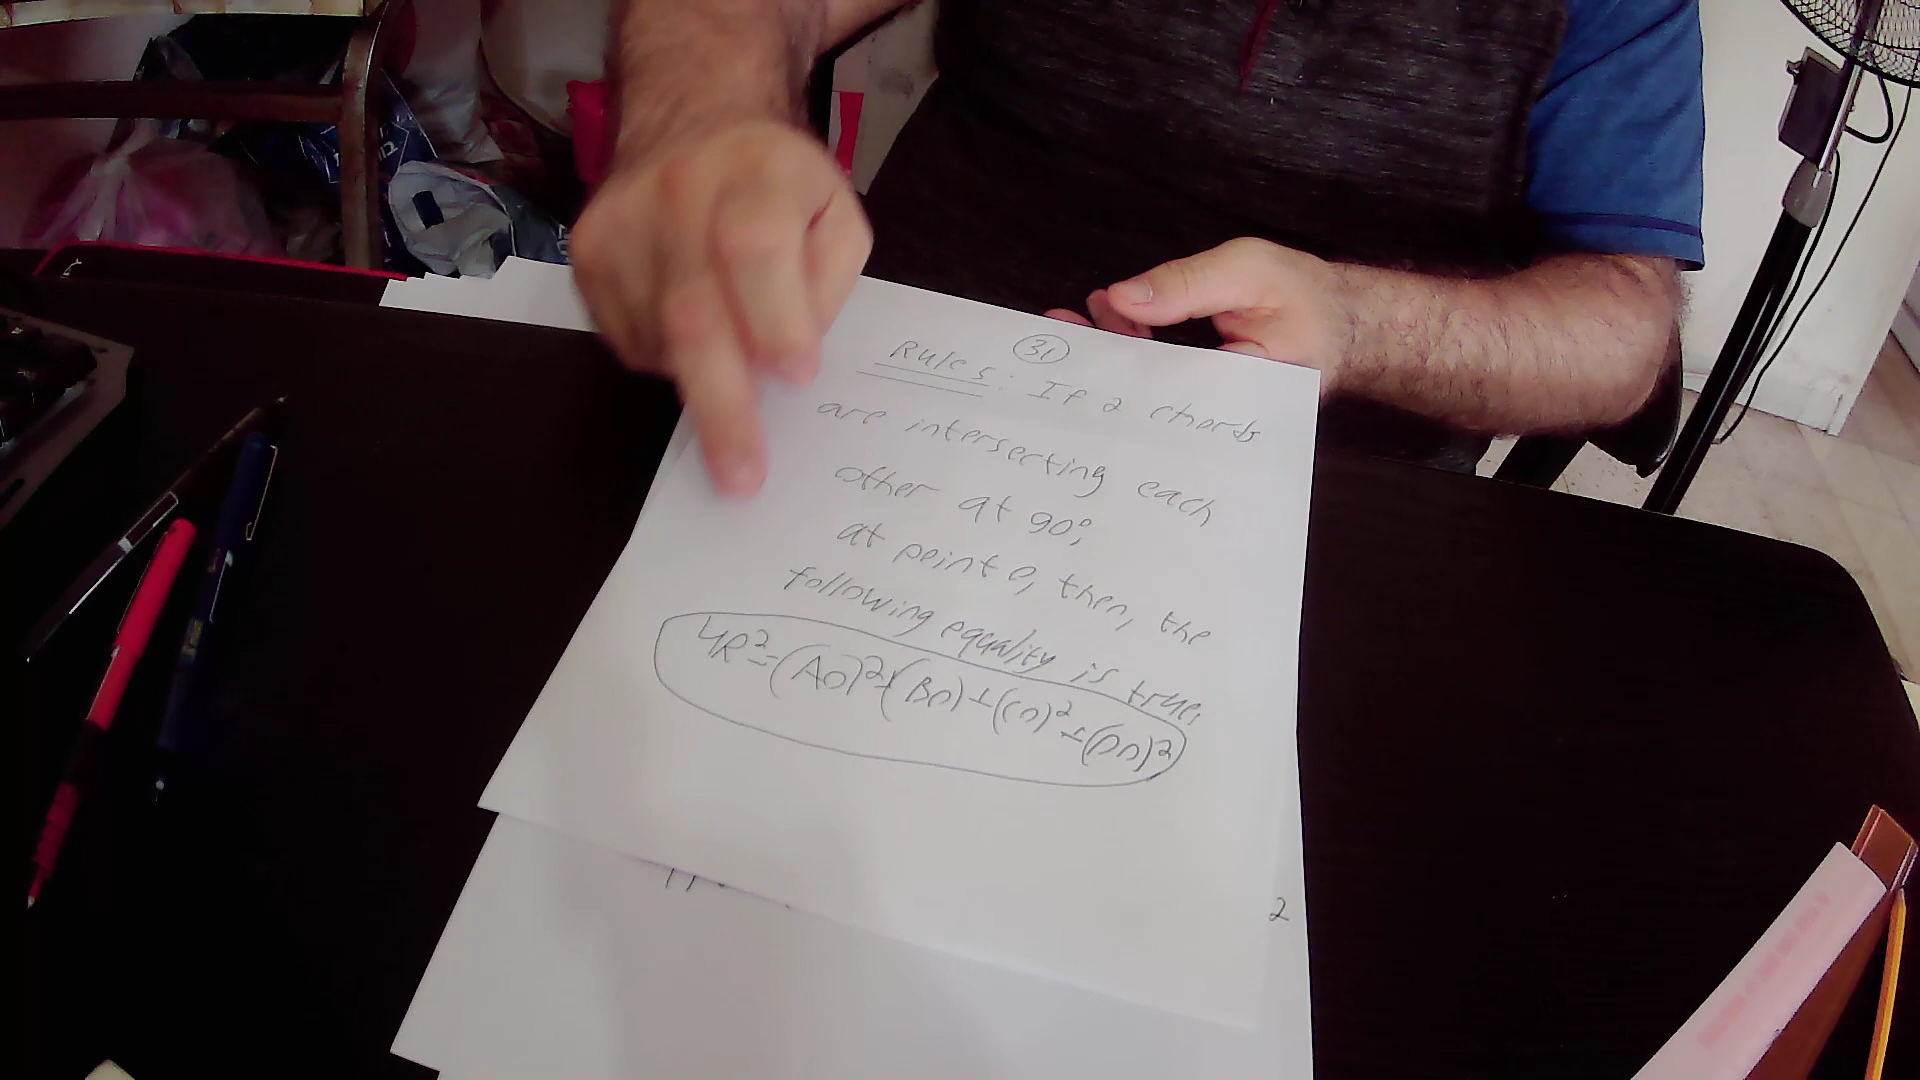 31
Rules: If 2 chords
are intersecting each
other at 90°,
at point O, then, the
following equality is true:
4R²=(AO)²+(BO)+(CO)²+(DO)²
2